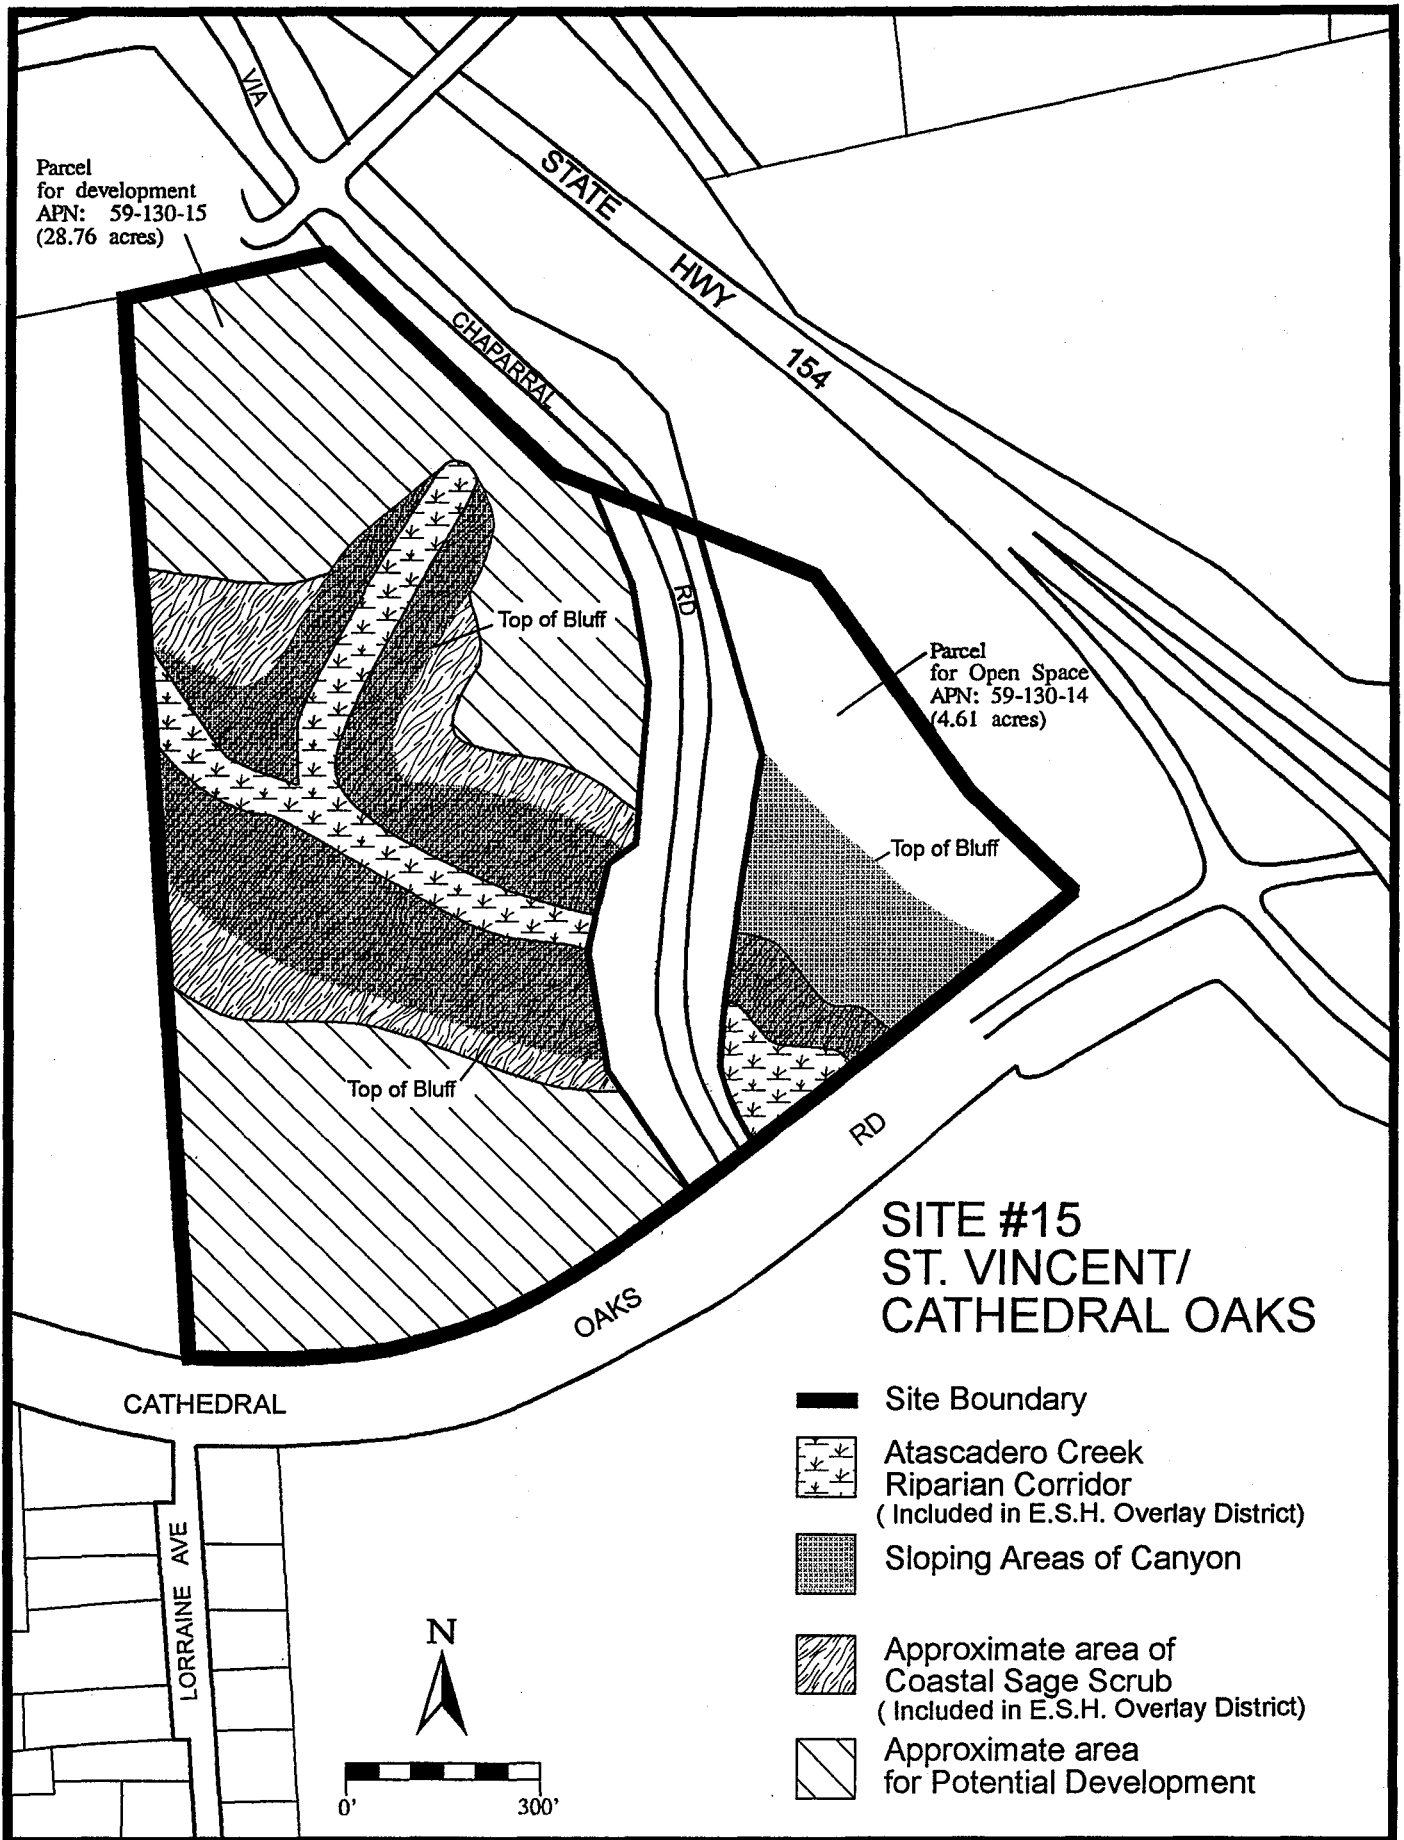 VIA
Parcel
for development
APN: 59-130-15
(28.76 acres)
STATE
HWY
154
CHAPARRAL
RD
Top of Bluff
Parcel
for Open Space
APN: 59-130-14
(4.61 acres)
Top of Bluff
Top of Bluff
RD
OAKS
CATHEDRAL
LORRAINE AVE
SITE #15
ST. VINCENT/
CATHEDRAL OAKS
Site Boundary
Atascadero Creek
Riparian Corridor
( Included in E.S.H. Overlay District)
Sloping Areas of Canyon
Approximate area of
Coastal Sage Scrub
( Included in E.S.H. Overlay District)
Approximate area
for Potential Development
N
0' 300'